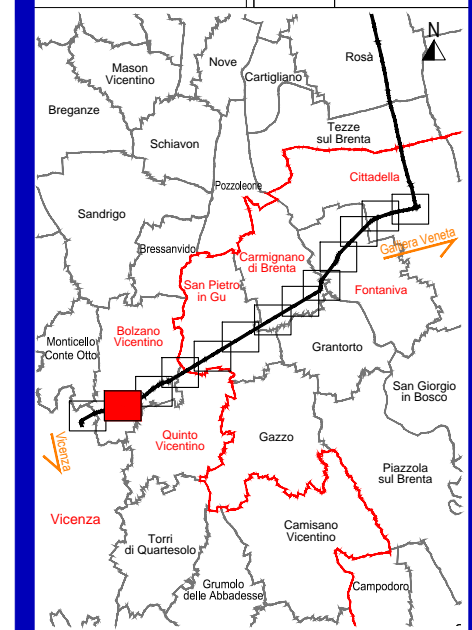 N
Rosà
Nove
Mason
Vicentino
Cartigliano
Breganze
Tezze
sul Brenta
Schiavon
Cittadella
Pozzoleone
Sandrigo
Bressanvido
Galliera Veneta
Carmignano
di Brenta
San Pietro
in Gu
Fontaniva
Bolzano
Vicentino
Monticello
Conte Otto
Grantorto
San Giorgio
in Bosco
Vicenza
Quinto
Vicentino
Gazzo
Piazzola
sul Brenta
Vicenza
Camisano
Vicentino
Torri
di Quartesolo
Grumolo
delle Abbadesse
Campodoro